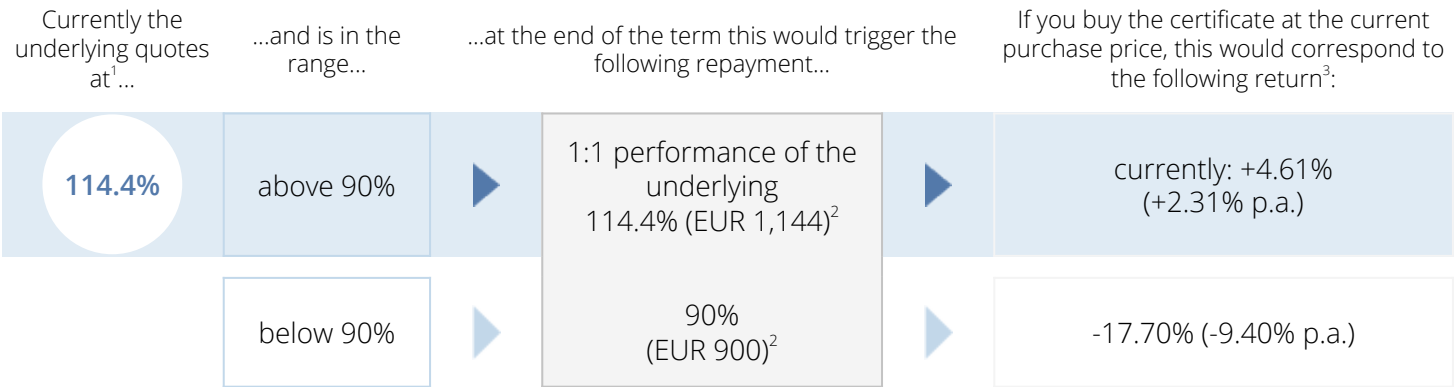 Currently the
underlying quotes
at¹...
...and is in the
range...
...at the end of the term this would trigger the
following repayment...
If you buy the certificate at the current
purchase price, this would correspond to
the following return³:
114.4%
above 90%
1:1 performance of the
underlying
114.4% (EUR 1,144)²
currently: +4.61%
(+2.31% p.a.)
below 90%
90%
(EUR 900)²
-17.70% (-9.40% p.a.)